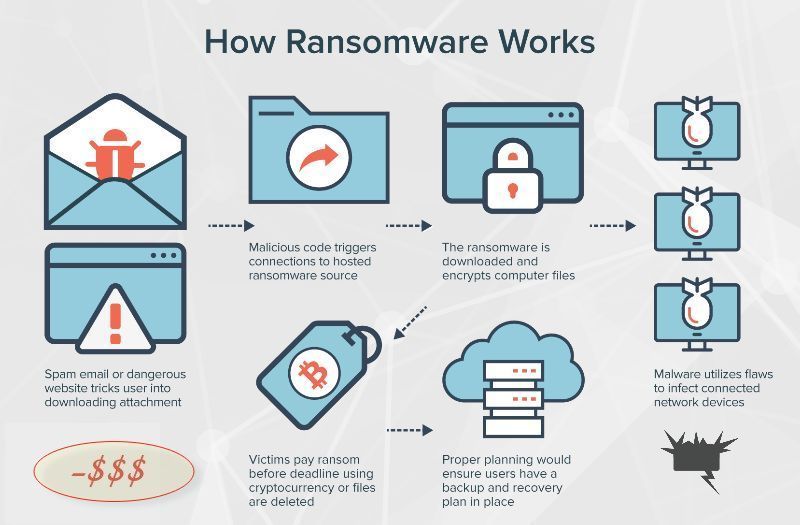 How Ransomware Works
Spam email or dangerous
website tricks user into
downloading attachment
Malicious code triggers
connections to hosted
ransomware source
The ransomware is
downloaded and
encrypts computer files
Malware utilizes flaws
to infect connected
network devices
Victims pay ransom
before deadline using
cryptocurrency or files
are deleted
Proper planning would
ensure users have a
backup and recovery
plan in place
-$$$